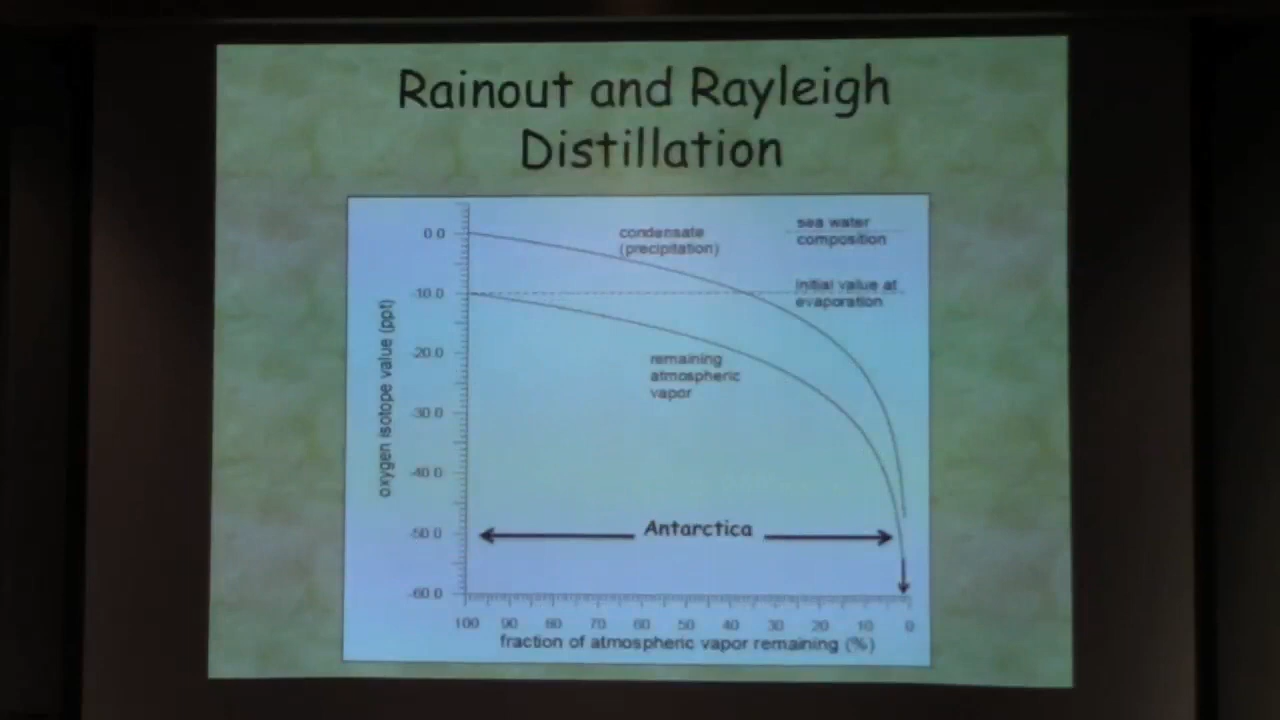 Rainout and Rayleigh
Distillation
condensate
(precipitation)
sea water
composition
initial value at
evaporation
remaining
atmospheric
vapor
Antarctica
oxygen isotope value (ppt)
0.0
-10.0
-20.0
-30.0
-40.0
-50.0
-60.0
100 90 80 70 60 50 40 30 20 10 0
fraction of atmospheric vapor remaining (%)